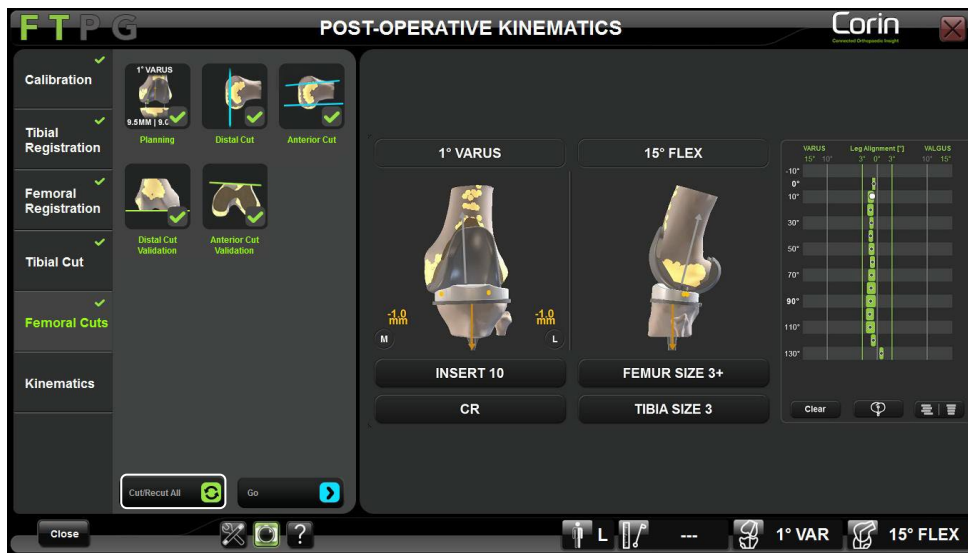 FTPG
POST-OPERATIVE KINEMATICS
Corin
Connected Orthopaedic Insight
Calibration
Tibial
Registration
Femoral
Registration
Tibial Cut
Femoral Cuts
Kinematics
1° VARUS
9.5MM | 9.0
Planning
Distal Cut
Anterior Cut
Distal Cut
Validation
Anterior Cut
Validation
Cut/Recut All
Go
1° VARUS
15° FLEX
-1.0
mm
-1.0
mm
M
L
INSERT 10
FEMUR SIZE 3+
CR
TIBIA SIZE 3
VARUS Leg Alignment [°] VALGUS
15° 10° 3° 0° 3° 10° 15°
-10°
0°
10°
30°
50°
70°
90°
110°
130°
Clear
Close
?
L
---
1° VAR
15° FLEX